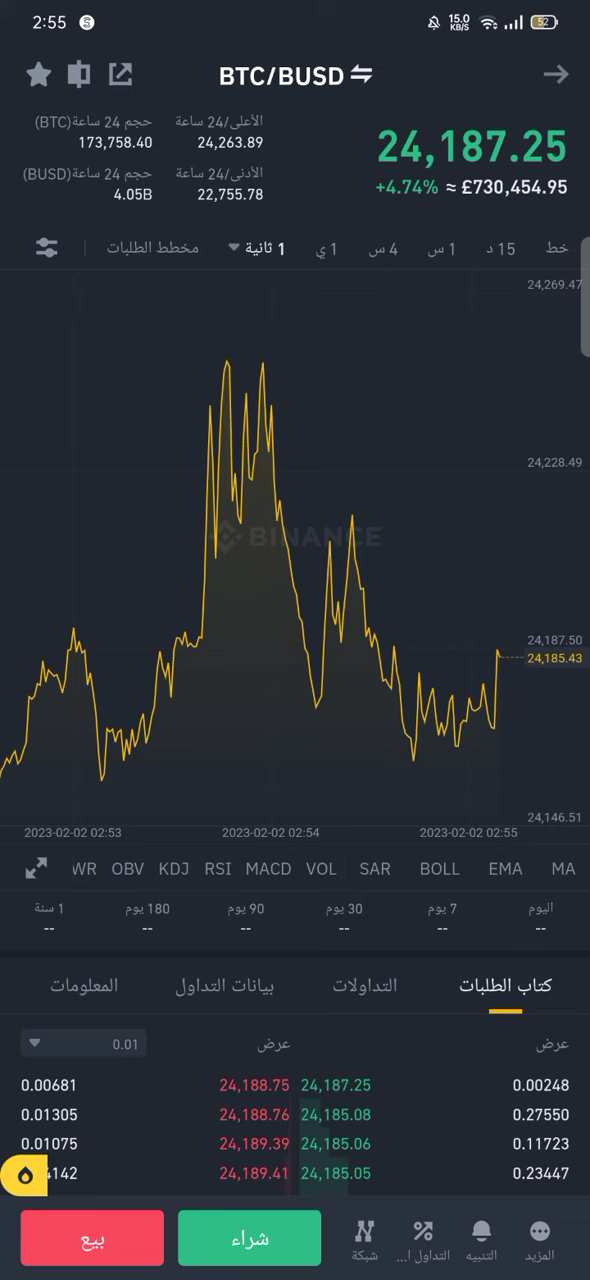 2:55 S 15.0 KB/S 52
BTC/BUSD
24,187.25
+4.74% ≈ £730,454.95
الأعلى/24 ساعة
24,263.89
حجم 24 ساعة(BTC)
173,758.40
الأدنى/24 ساعة
22,755.78
حجم 24 ساعة(BUSD)
4.05B
خط 15 د 1 س 4 س 1 ي 1 ثانية مخطط الطلبات
24,269.47
24,228.49
BINANCE
24,187.50
24,185.43
24,146.51
2023-02-02 02:53 2023-02-02 02:54 2023-02-02 02:55
WR OBV KDJ RSI MACD VOL SAR BOLL EMA MA
اليوم 7 يوم 30 يوم 90 يوم 180 يوم 1 سنة
-- -- -- -- -- --
كتاب الطلبات التداولات بيانات التداول المعلومات
عرض عرض 0.01
0.00681 24,188.75 24,187.25 0.00248
0.01305 24,188.76 24,185.08 0.27550
0.01075 24,189.39 24,185.06 0.11723
4142 24,189.41 24,185.05 0.23447
المزيد التنبيه التداول ا... شبكة شراء بيع